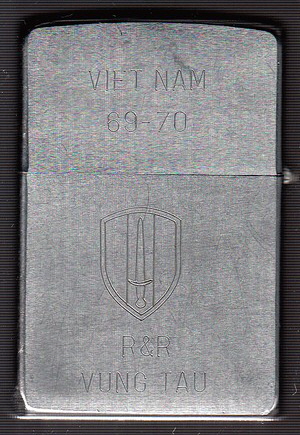 VIET NAM
69-70
R&R
VUNG TAU